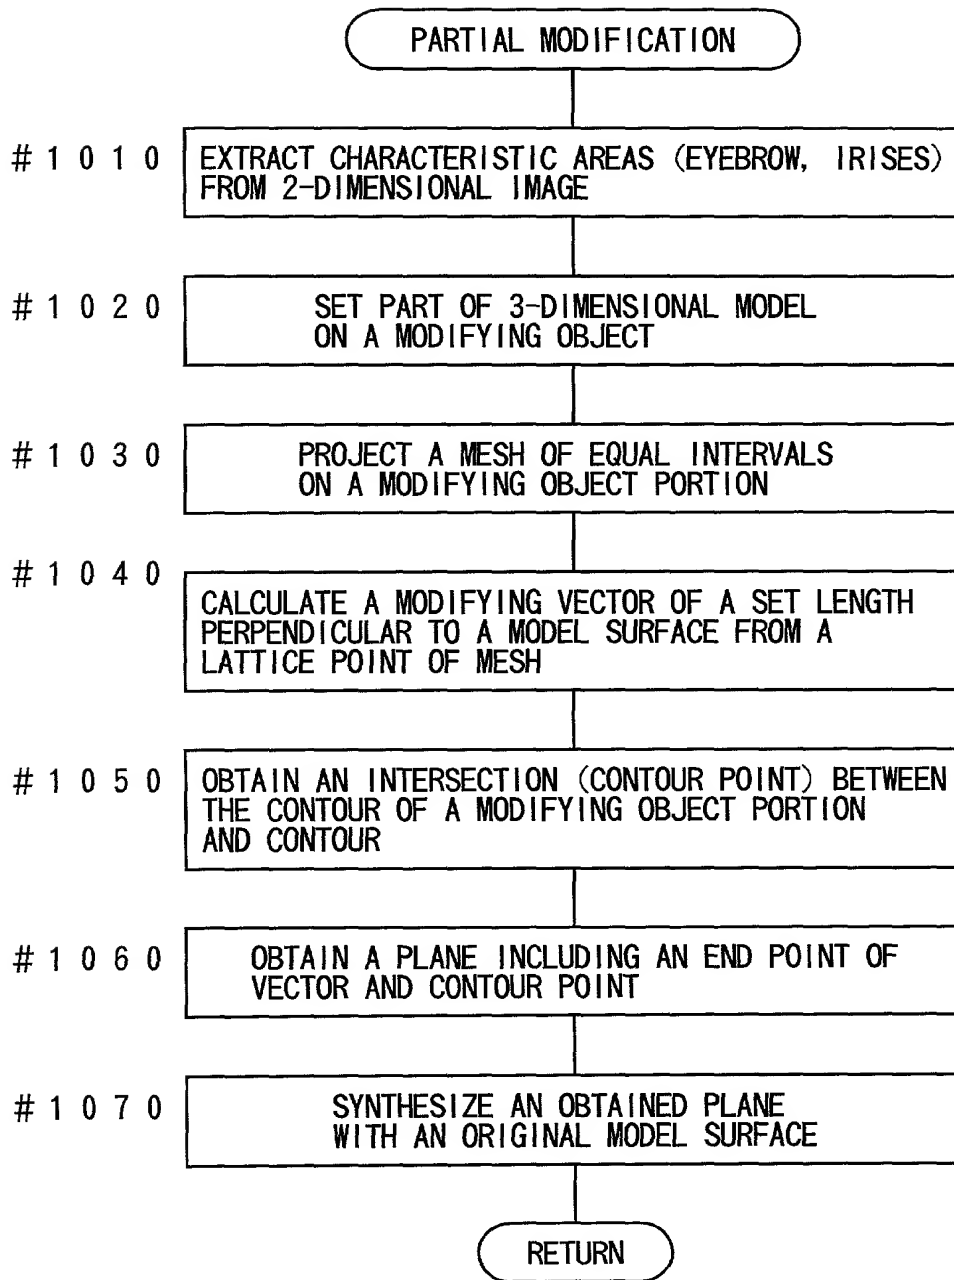 PARTIAL MODIFICATION
#1010
EXTRACT CHARACTERISTIC AREAS (EYEBROW, IRISES)
FROM 2-DIMENSIONAL IMAGE
#1020
SET PART OF 3-DIMENSIONAL MODEL
ON A MODIFYING OBJECT
#1030
PROJECT A MESH OF EQUAL INTERVALS
ON A MODIFYING OBJECT PORTION
#1040
CALCULATE A MODIFYING VECTOR OF A SET LENGTH
PERPENDICULAR TO A MODEL SURFACE FROM A
LATTICE POINT OF MESH
#1050
OBTAIN AN INTERSECTION (CONTOUR POINT) BETWEEN
THE CONTOUR OF A MODIFYING OBJECT PORTION
AND CONTOUR
#1060
OBTAIN A PLANE INCLUDING AN END POINT OF
VECTOR AND CONTOUR POINT
#1070
SYNTHESIZE AN OBTAINED PLANE
WITH AN ORIGINAL MODEL SURFACE
RETURN